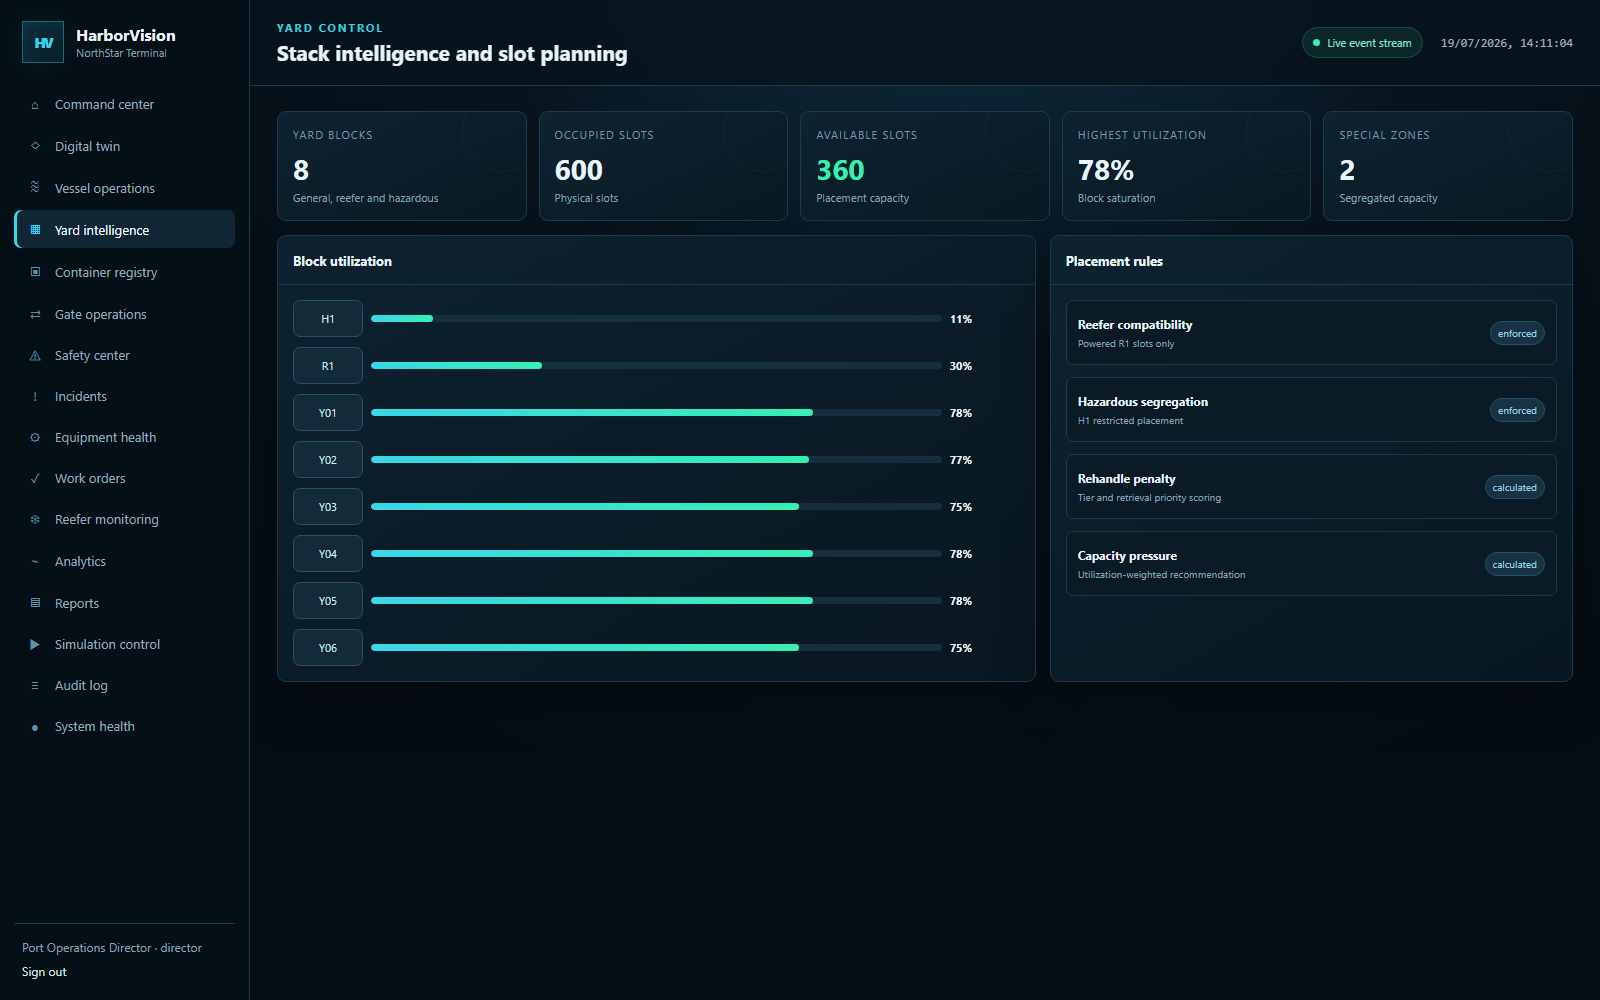 HV
HarborVision
NorthStar Terminal
Command center
Digital twin
Vessel operations
Yard intelligence
Container registry
Gate operations
Safety center
Incidents
Equipment health
Work orders
Reefer monitoring
Analytics
Reports
Simulation control
Audit log
System health
Port Operations Director · director
Sign out
YARD CONTROL
Stack intelligence and slot planning
Live event stream
19/07/2026, 14:11:04
YARD BLOCKS
8
General, reefer and hazardous
OCCUPIED SLOTS
600
Physical slots
AVAILABLE SLOTS
360
Placement capacity
HIGHEST UTILIZATION
78%
Block saturation
SPECIAL ZONES
2
Segregated capacity
Block utilization
H1 11%
R1 30%
Y01 78%
Y02 77%
Y03 75%
Y04 78%
Y05 78%
Y06 75%
Placement rules
Reefer compatibility
Powered R1 slots only
enforced
Hazardous segregation
H1 restricted placement
enforced
Rehandle penalty
Tier and retrieval priority scoring
calculated
Capacity pressure
Utilization-weighted recommendation
calculated